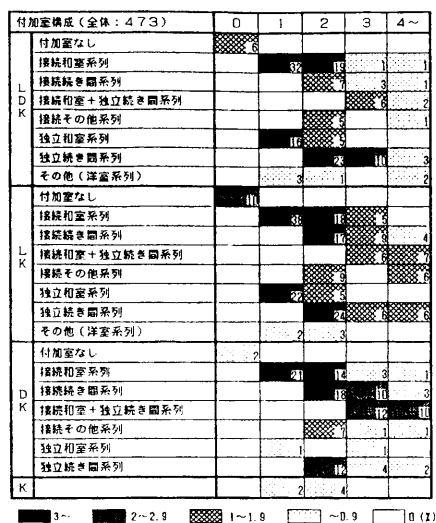 付加室構成(全体:473) 0 1 2 3 4~
LDK
付加室なし 6
接続和室系列 32 19 1 1
接続続き間系列 7 3 1
接続和室+独立続き間系列 6 2
接続その他系列 5 1
独立和室系列 16 5
独立続き間系列 23 10 3
その他(洋室系列) 3 1 2
LK
付加室なし
接続和室系列 18 5
接続続き間系列 17 9 4
接続和室+独立続き間系列 6 7
接続その他系列 9 6
独立和室系列 22 5
独立続き間系列 24 6 6
その他(洋室系列) 2 3
DK
付加室なし 2
接続和室系列 21 14 3 1
接続続き間系列 18 10 3
接続和室+独立続き間系列 12 10
接続その他系列 7 1 1
独立和室系列 1 1
独立続き間系列 12 4 2
K 2 4
3~ 2~2.9 1~1.9 ~0.9 0 (%)